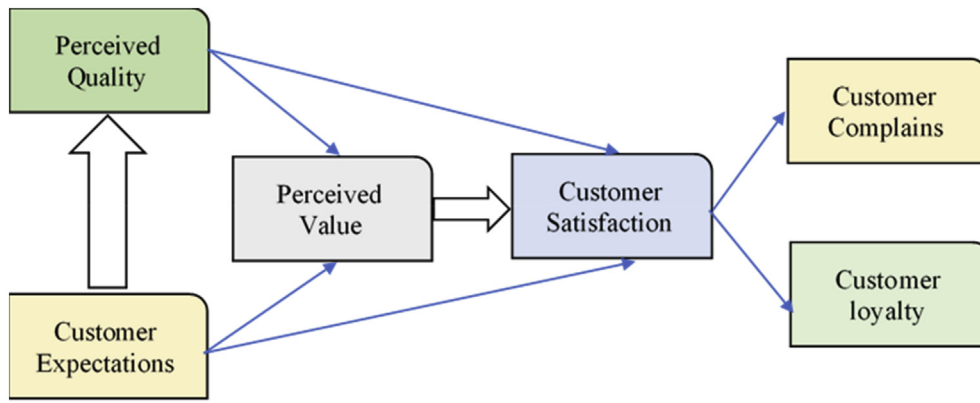 Perceived
Quality
Customer
Expectations
Perceived
Value
Customer
Satisfaction
Customer
Complains
Customer
loyalty